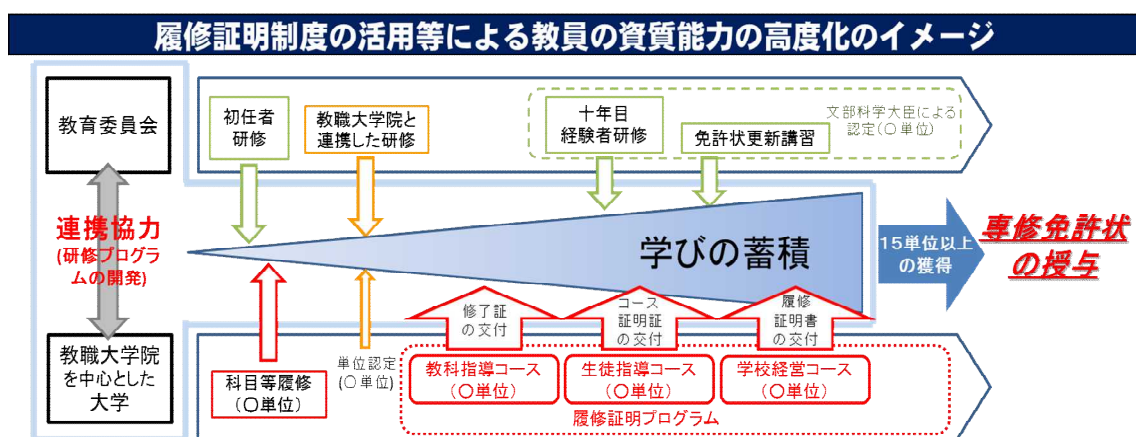 履修証明制度の活用等による教員の資質能力の高度化のイメージ
教育委員会
初任者
研修
教職大学院と
連携した研修
十年目
経験者研修
免許状更新講習
文部科学大臣による
認定(〇単位)
連携協力
(研修プログラ
ムの開発)
学びの蓄積
15単位以上
の獲得
専修免許状
の授与
教職大学院
を中心とした
大学
科目等履修
(〇単位)
単位認定
(〇単位)
修了証
の交付
コース
証明証
の交付
履修
証明書
の交付
教科指導コース
(〇単位)
生徒指導コース
(〇単位)
学校経営コース
(〇単位)
履修証明プログラム